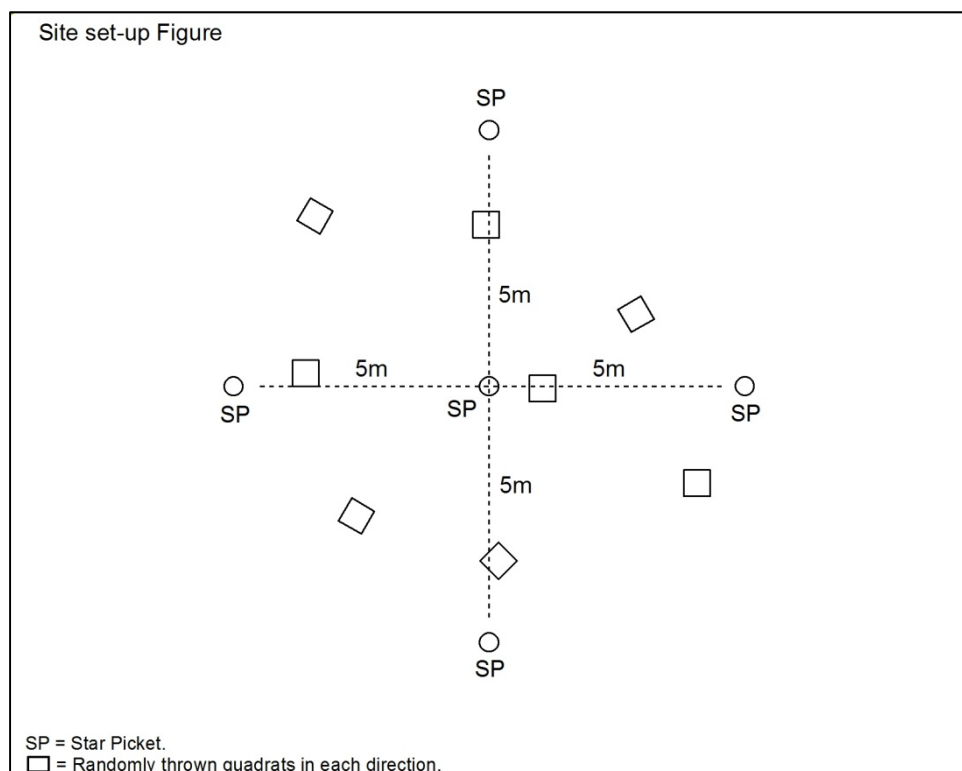 Site set-up Figure
SP
5m
5m
5m
SP
SP
SP
5m
SP
SP = Star Picket.
= Randomly thrown quadrats in each direction.